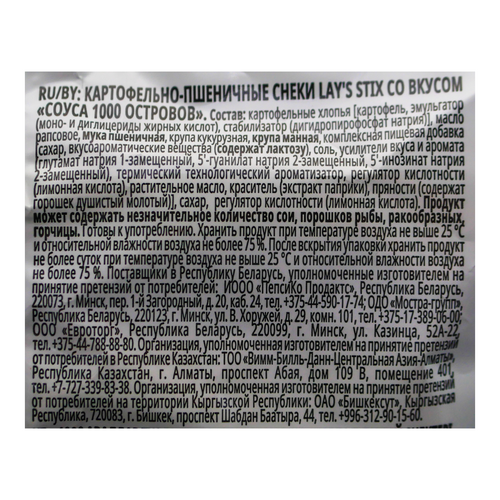 RU/BY: КАРТОФЕЛЬНО-ПШЕНИЧНЫЕ СНЕКИ LAY'S STIX СО ВКУСОМ
«СОУСА 1000 ОСТРОВОВ». Состав: картофельные хлопья [картофель, эмульгатор
(моно- и диглицериды жирных кислот), стабилизатор (дигидропирофосфат натрия)], масло
рапсовое, мука пшеничная, крупа кукурузная, крупа манная, комплексная пищевая добавка
[сахар, вкусоароматические вещества (содержат лактозу), соль, усилители вкуса и аромата
(глутамат натрия 1-замещенный, 5'-гуанилат натрия 2-замещенный, 5'-инозинат натрия
2-замещенный), термический технологический ароматизатор, регулятор кислотности
(лимонная кислота), растительное масло, краситель (экстракт паприки), пряности (содержат
горошек душистый молотый)], сахар, регулятор кислотности (лимонная кислота). Продукт
может содержать незначительное количество сои, порошков рыбы, ракообразных,
горчицы. Готовы к употреблению. Хранить продукт при температуре воздуха не выше 25 °C
и относительной влажности воздуха не более 75 %. После вскрытия упаковки хранить продукт
не более суток при температуре воздуха не выше 25 °C и относительной влажности воздуха
не более 75 %. Поставщики в Республику Беларусь, уполномоченные изготовителем на
принятие претензий от потребителей: ИООО «ПепсиКо Продактс», Республика Беларусь,
220073, г. Минск, пер. 1-й Загородный, д. 20, каб. 24, тел.+375-44-590-17-74; ОДО «Мостра-групп»,
Республика Беларусь, 220123, г. Минск, ул. В. Хоружей, д. 29, комн. 10, тел.+375-17-389-06-00;
ООО «Евроторг», Республика Беларусь, 220099, г. Минск, ул. Казинца, 52А-22,
тел.+375-44-788-88-80. Организация, уполномоченная изготовителем на принятие претензий
от потребителей в Республике Казахстан: ТОО «Вимм-Билль-Данн-Центральная Азия-Алматы»,
Республика Казахстан, г. Алматы, проспект Абая, дом 109 В, помещение 401,
тел.+7-727-339-83-38. Организация, уполномоченная изготовителем на принятие претензий
от потребителей на территории Кыргызской Республики: ОАО «Бишкексут», Кыргызская
Республика, 720083, г. Бишкек, проспект Шабдан Баатыра, 44, тел.+996-312-90-15-60.